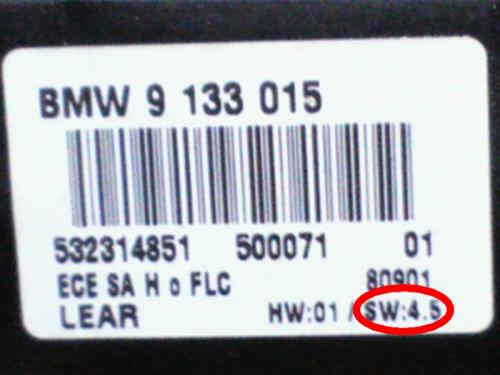 BMW 9 133 015
532314851 500071 01
ECE SA H o FLC 80901
LEAR HW:01 / SW:4.5